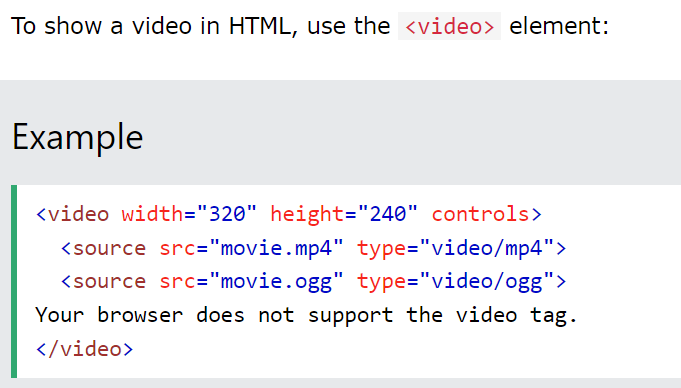 To show a video in HTML, use the <video> element:
Example
<video width="320" height="240" controls>
  <source src="movie.mp4" type="video/mp4">
  <source src="movie.ogg" type="video/ogg">
Your browser does not support the video tag.
</video>